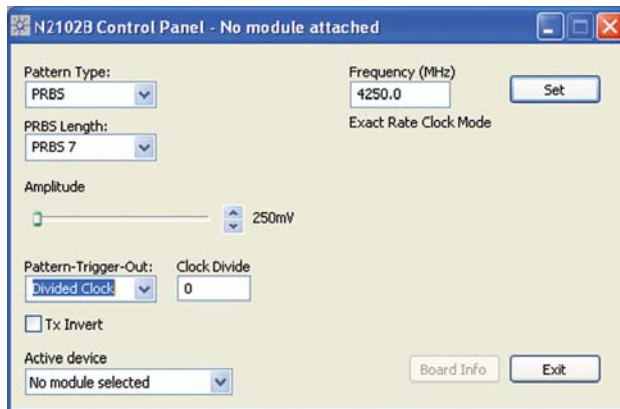 N2102B Control Panel - No module attached
Pattern Type:
PRBS
Frequency (MHz)
4250.0
Set
PRBS Length:
PRBS 7
Exact Rate Clock Mode
Amplitude
250mV
Pattern-Trigger-Out:
Clock Divide
Divided Clock
0
Tx Invert
Active device
No module selected
Board Info
Exit